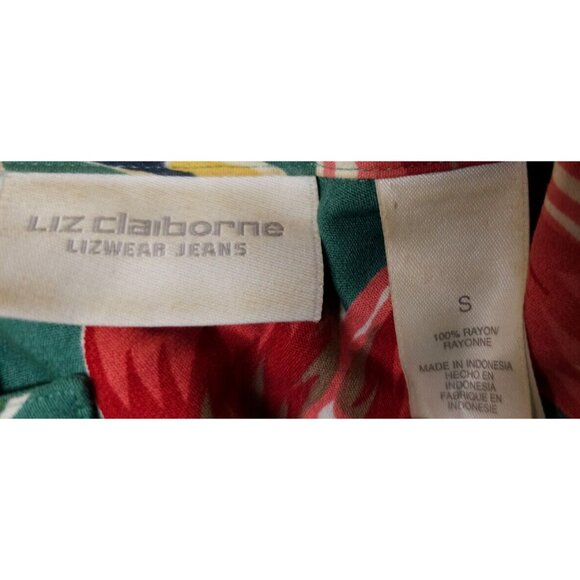 Liz claiborne
LIZWEAR JEANS
S
100% RAYON/
RAYONNE
MADE IN INDONESIA
HECHO EN
INDONESIA
FABRIQUE EN
INDONESIE